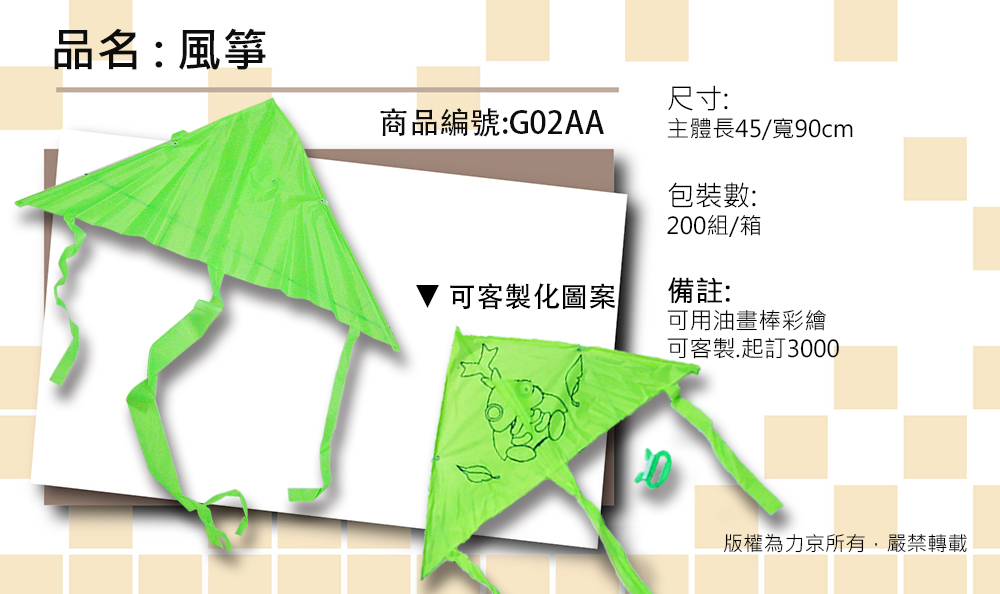 品名 : 風箏
商品編號:G02AA
尺寸:
主體長45/寬90cm
包裝數:
200組/箱
▼ 可客製化圖案
備註:
可用油畫棒彩繪
可客製.起訂3000
版權為力京所有，嚴禁轉載